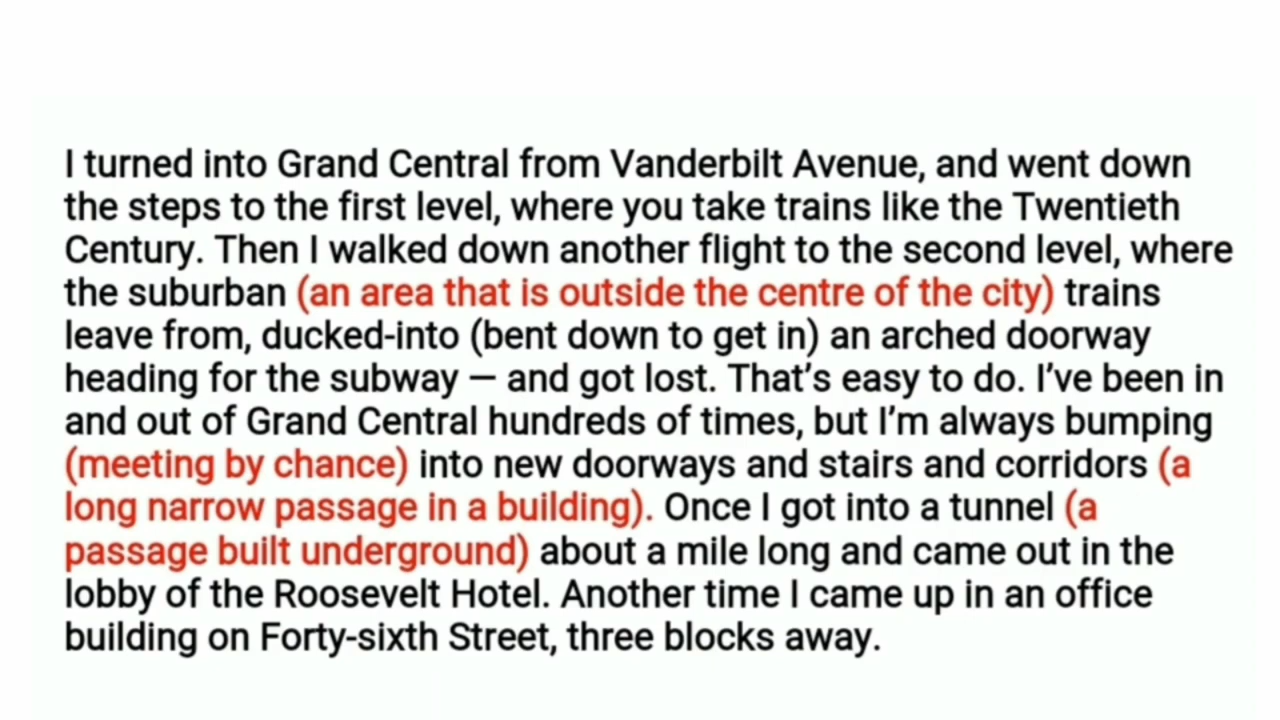 I turned into Grand Central from Vanderbilt Avenue, and went down
the steps to the first level, where you take trains like the Twentieth
Century. Then I walked down another flight to the second level, where
the suburban (an area that is outside the centre of the city) trains
leave from, ducked-into (bent down to get in) an arched doorway
heading for the subway — and got lost. That’s easy to do. I’ve been in
and out of Grand Central hundreds of times, but I’m always bumping
(meeting by chance) into new doorways and stairs and corridors (a
long narrow passage in a building). Once I got into a tunnel (a
passage built underground) about a mile long and came out in the
lobby of the Roosevelt Hotel. Another time I came up in an office
building on Forty-sixth Street, three blocks away.